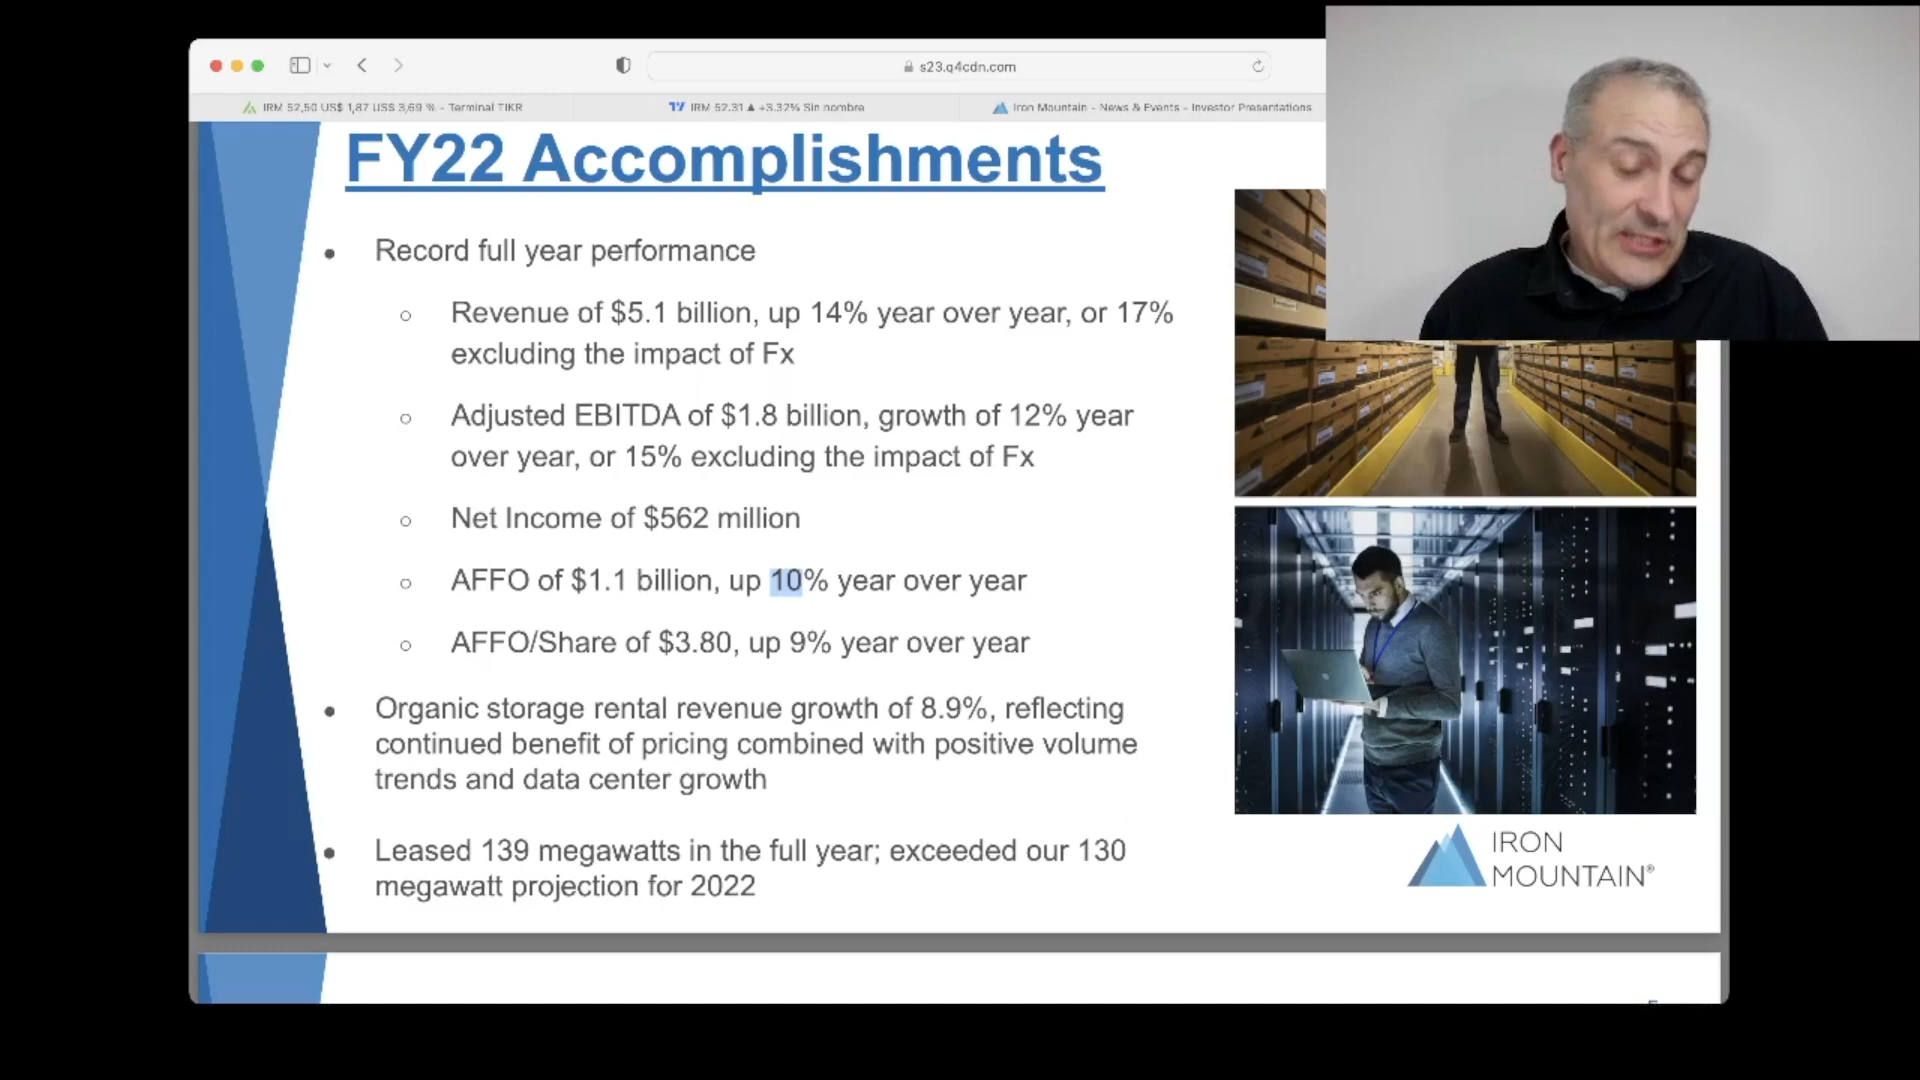 s23.q4cdn.com
IRM 52,50 US$ 1,87 US$ 3,69 % - Terminal TIKR
IRM 52.31 ▲ +3.32% Sin nombre
Iron Mountain - News & Events - Investor Presentations
FY22 Accomplishments
• Record full year performance
○ Revenue of $5.1 billion, up 14% year over year, or 17%
excluding the impact of Fx
○ Adjusted EBITDA of $1.8 billion, growth of 12% year
over year, or 15% excluding the impact of Fx
○ Net Income of $562 million
○ AFFO of $1.1 billion, up 10% year over year
○ AFFO/Share of $3.80, up 9% year over year
• Organic storage rental revenue growth of 8.9%, reflecting
continued benefit of pricing combined with positive volume
trends and data center growth
• Leased 139 megawatts in the full year; exceeded our 130
megawatt projection for 2022
IRON
MOUNTAIN®